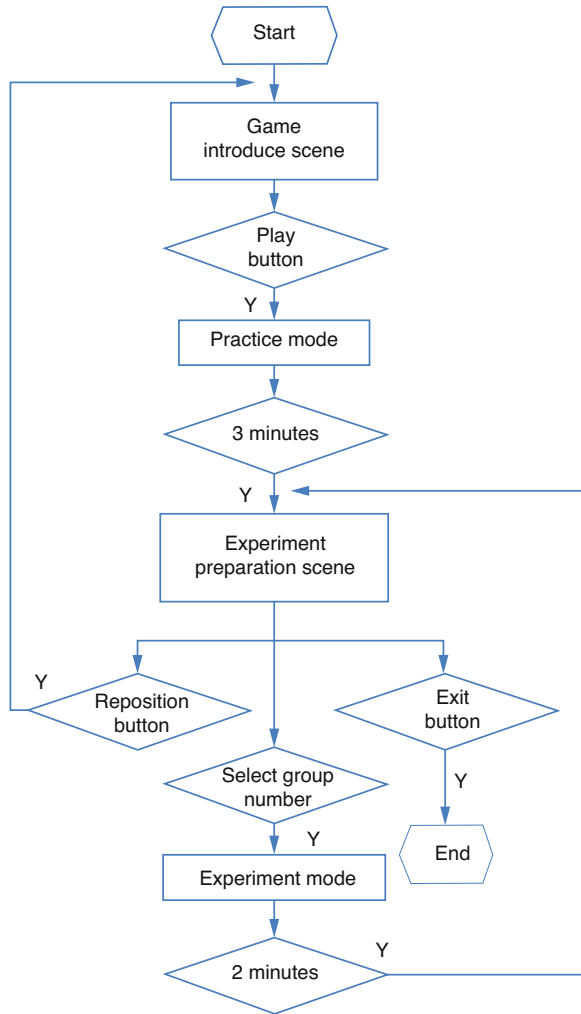 Start
Game
introduce scene
Play
button
Y
Practice mode
3 minutes
Y
Experiment
preparation scene
Y
Reposition
button
Exit
button
Select group
number
Y
Y
End
Experiment mode
Y
2 minutes